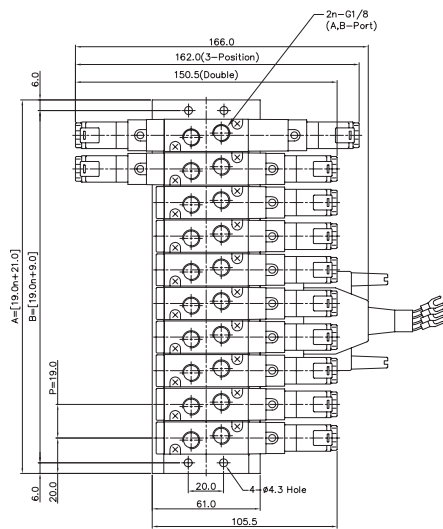 2n-G1/8
(A,B-Port)
166.0
162.0(3-Position)
150.5(Double)
6.0
A=[19.0n+21.0]
B=[19.0n+9.0]
P=19.0
20.0
6.0
20.0
4-ø4.3 Hole
61.0
105.5